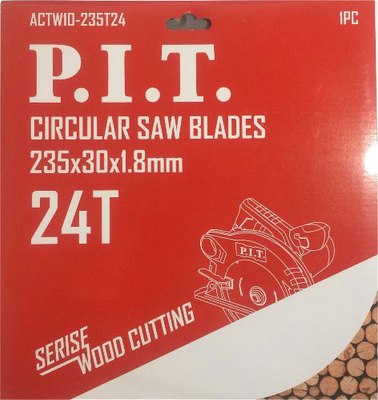 ACTW10-235T24
1PC
P.I.T.
CIRCULAR SAW BLADES
235x30x1.8mm
24T
P.I.T.
SERISE
WOOD CUTTING